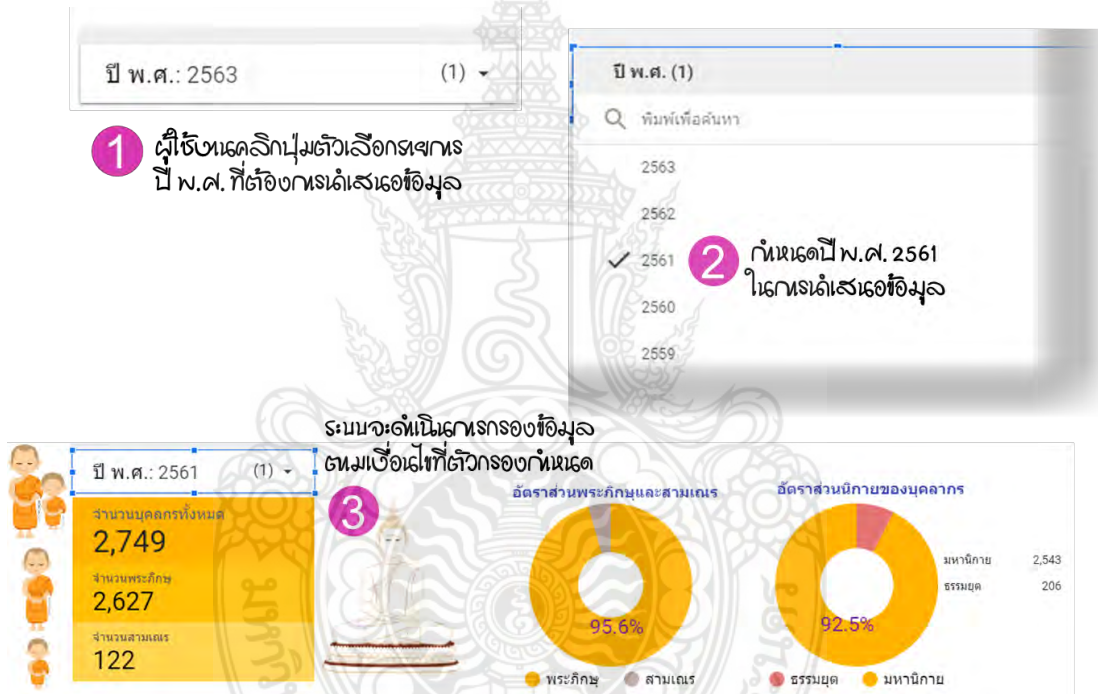 ปี พ.ศ.: 2563 (1)
1 ผู้ใช้งานคลิกปุ่มตัวเลือกรายการ
ปี พ.ศ. ที่ต้องการนำเสนอข้อมูล
ปี พ.ศ. (1)
พิมพ์เพื่อค้นหา
2563
2562
2561
2560
2559
2 กำหนดปี พ.ศ. 2561
ในการนำเสนอข้อมูล
ระบบจะดำเนินการกรองข้อมูล
ตามเงื่อนไขที่ตัวกรองกำหนด
3
ปี พ.ศ.: 2561 (1)
จำนวนบุคลกรทั้งหมด
2,749
จำนวนพระภิกษุ
2,627
จำนวนสามเณร
122
อัตราส่วนพระภิกษุและสามเณร
95.6%
พระภิกษุ สามเณร
อัตราส่วนนิกายของบุคลากร
มหานิกาย 2,543
ธรรมยุต 206
92.5%
ธรรมยุต มหานิกาย